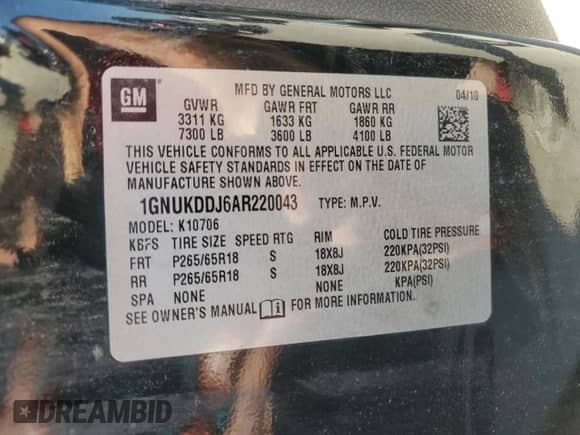 GM
MFD BY GENERAL MOTORS LLC
04/10
GVWR GAWR FRT GAWR RR
3311 KG 1633 KG 1860 KG
7300 LB 3600 LB 4100 LB
THIS VEHICLE CONFORMS TO ALL APPLICABLE U.S. FEDERAL MOTOR
VEHICLE SAFETY STANDARDS IN EFFECT ON THE DATE OF
MANUFACTURE SHOWN ABOVE.
1GNUKDDJ6AR220043 TYPE: M.P.V.
MODEL: K10706
TIRE SIZE SPEED RTG RIM COLD TIRE PRESSURE
FRT P265/65R18 S 18X8J 220KPA(32PSI)
RR P265/65R18 S 18X8J 220KPA(32PSI)
SPA NONE NONE KPA(PSI)
SEE OWNER'S MANUAL i FOR MORE INFORMATION.
DREAMBID